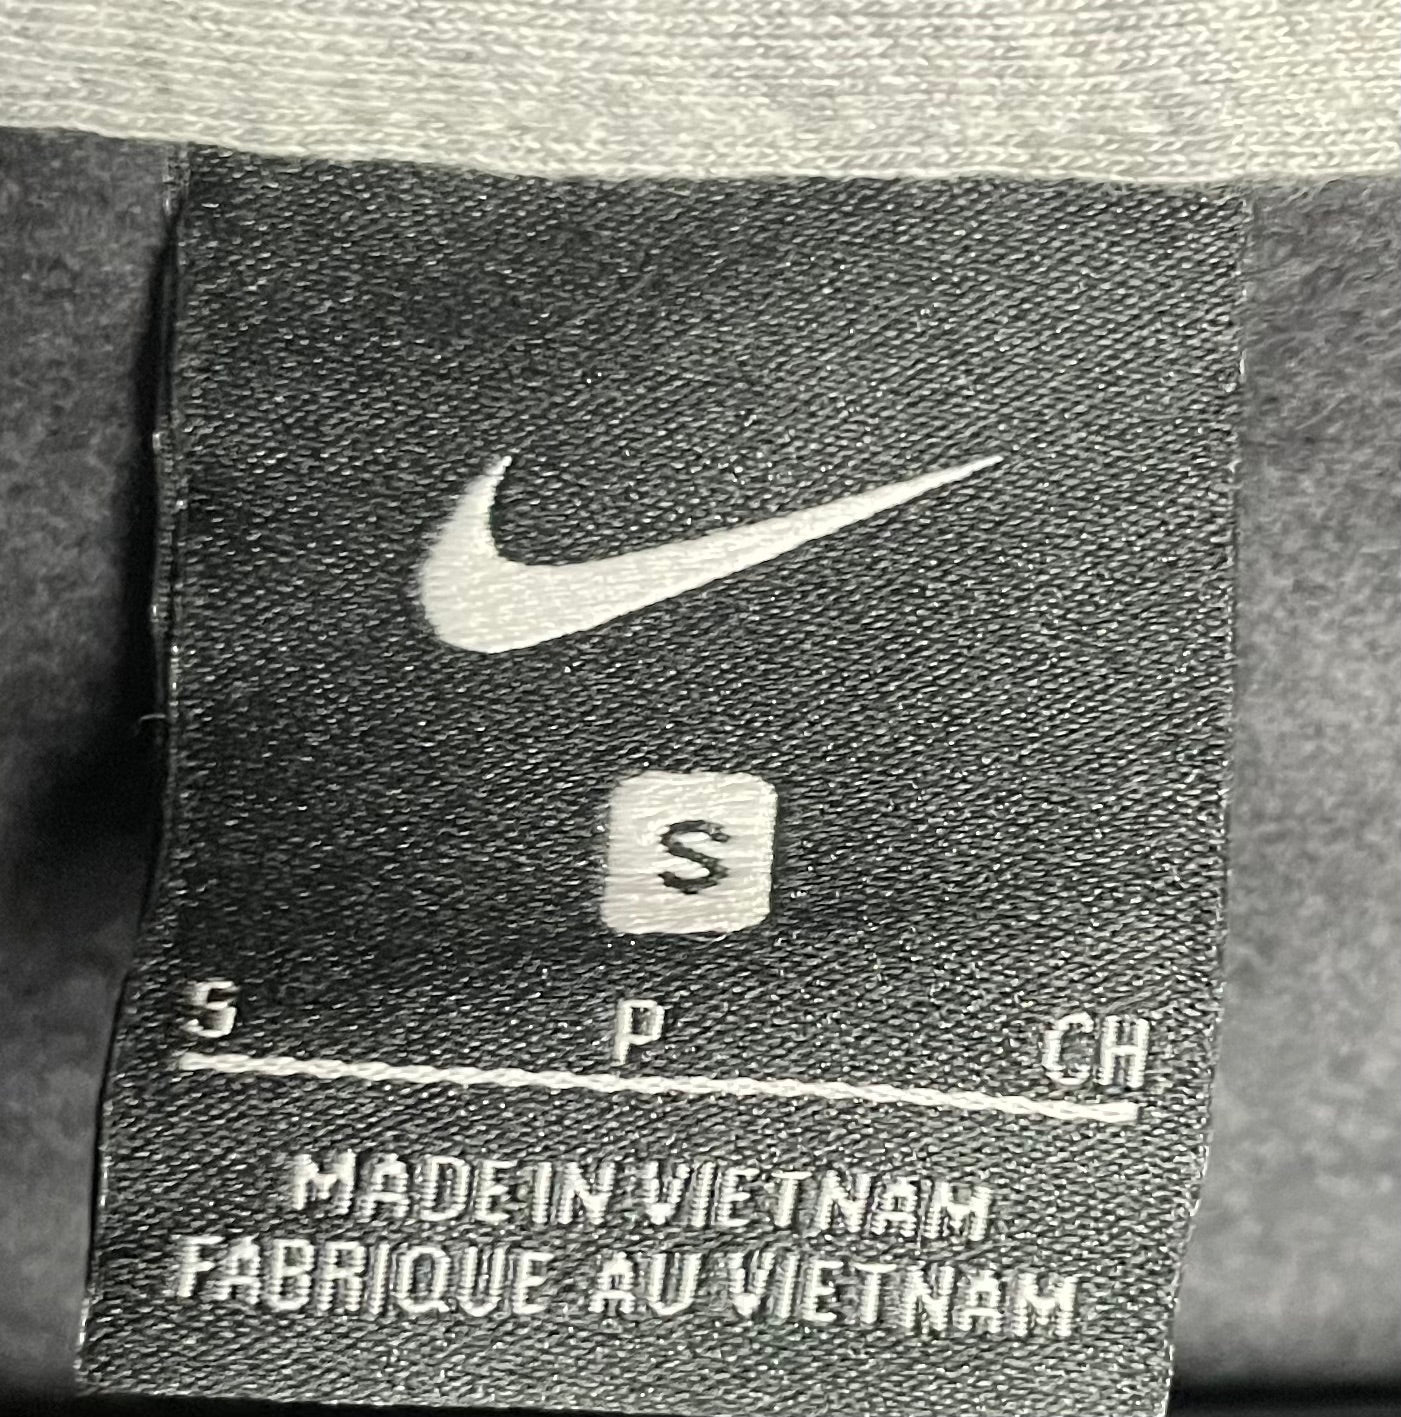 S
S P CH
MADE IN VIETNAM
FABRIQUE AU VIETNAM